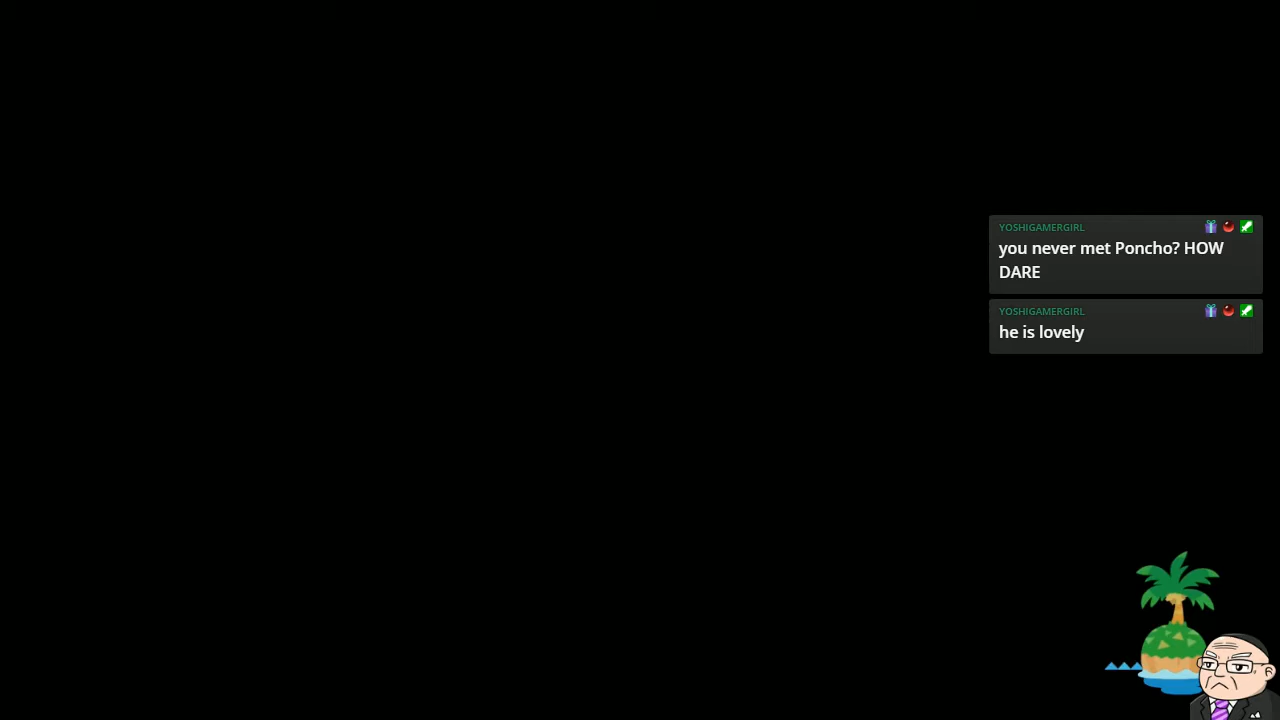 YOSHIGAMERGIRL
you never met Poncho? HOW
DARE
YOSHIGAMERGIRL
he is lovely